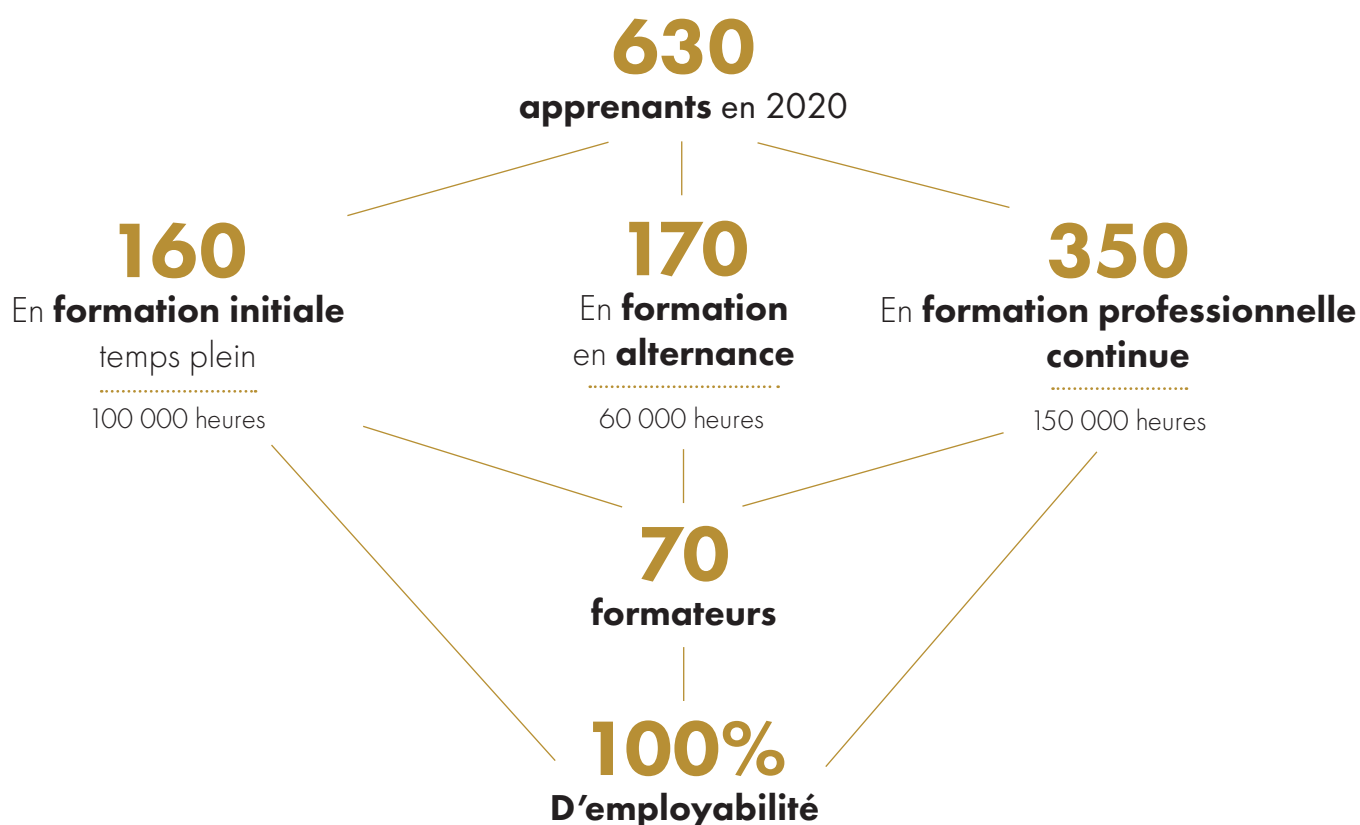 630
apprenants en 2020
160
En formation initiale
temps plein
100 000 heures
170
En formation
en alternance
60 000 heures
350
En formation professionnelle
continue
150 000 heures
70
formateurs
100%
D’employabilité